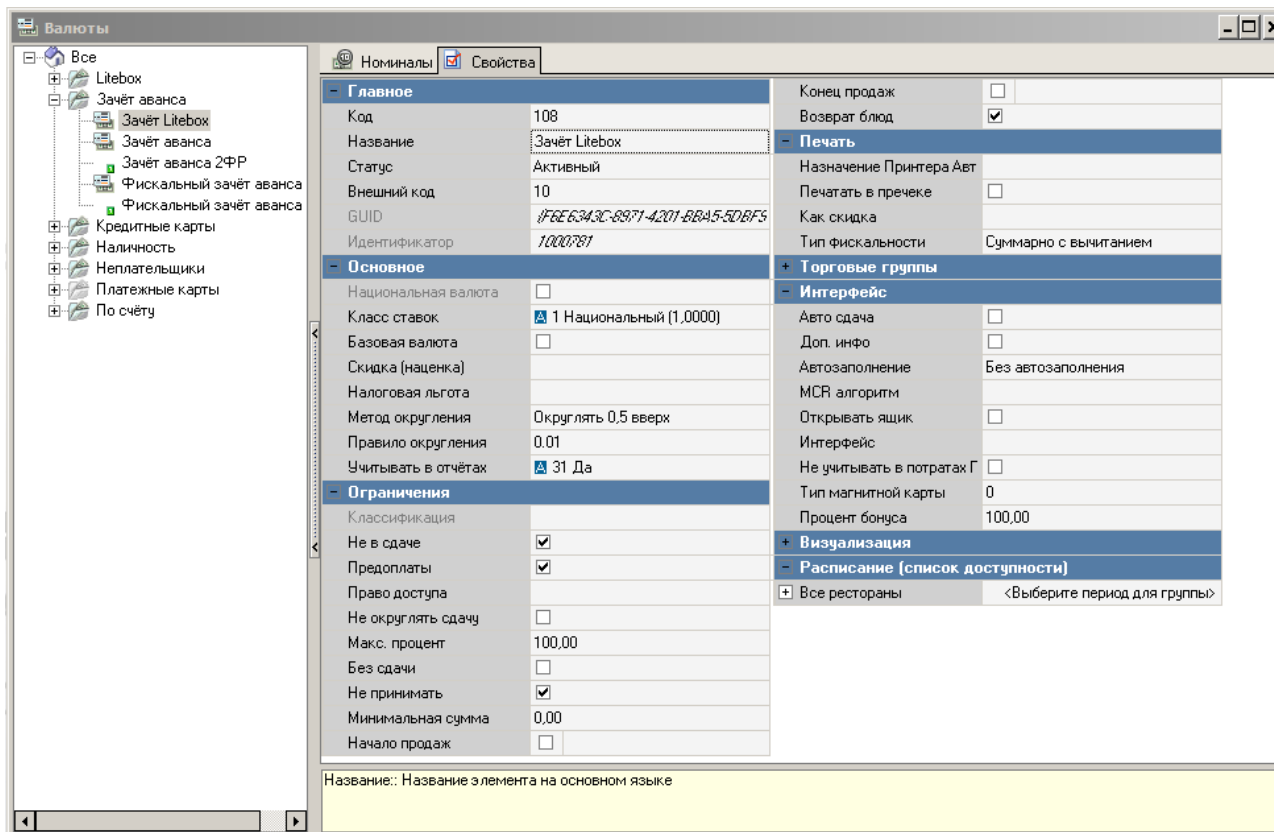 Валюты
Все
Litebox
Зачёт аванса
Зачёт Litebox
Зачёт аванса
Зачёт аванса 2ФР
Фискальный зачёт аванса
Фискальный зачёт аванса
Кредитные карты
Наличность
Неплательщики
Платежные карты
По счёту
Номиналы Свойства
Главное
Код 108
Название Зачёт Litebox
Статус Активный
Внешний код 10
GUID {F6E6343C-8971-4201-BBA5-5DBF5
Идентификатор 1000781
Основное
Национальная валюта
Класс ставок 1 Национальный (1,0000)
Базовая валюта
Скидка (наценка)
Налоговая льгота
Метод округления Округлять 0,5 вверх
Правило округления 0.01
Учитывать в отчётах 31 Да
Ограничения
Классификация
Не в сдаче
Предоплаты
Право доступа
Не округлять сдачу
Макс. процент 100,00
Без сдачи
Не принимать
Минимальная сумма 0,00
Начало продаж
Конец продаж
Возврат блюд
Печать
Назначение Принтера Авт
Печатать в пречеке
Как скидка
Тип фискальности Суммарно с вычитанием
Торговые группы
Интерфейс
Авто сдача
Доп. инфо
Автозаполнение Без автозаполнения
MCR алгоритм
Открывать ящик
Интерфейс
Не учитывать в потратах Г
Тип магнитной карты 0
Процент бонуса 100,00
Визуализация
Расписание (список доступности)
Все рестораны <Выберите период для группы>
Название:: Название элемента на основном языке